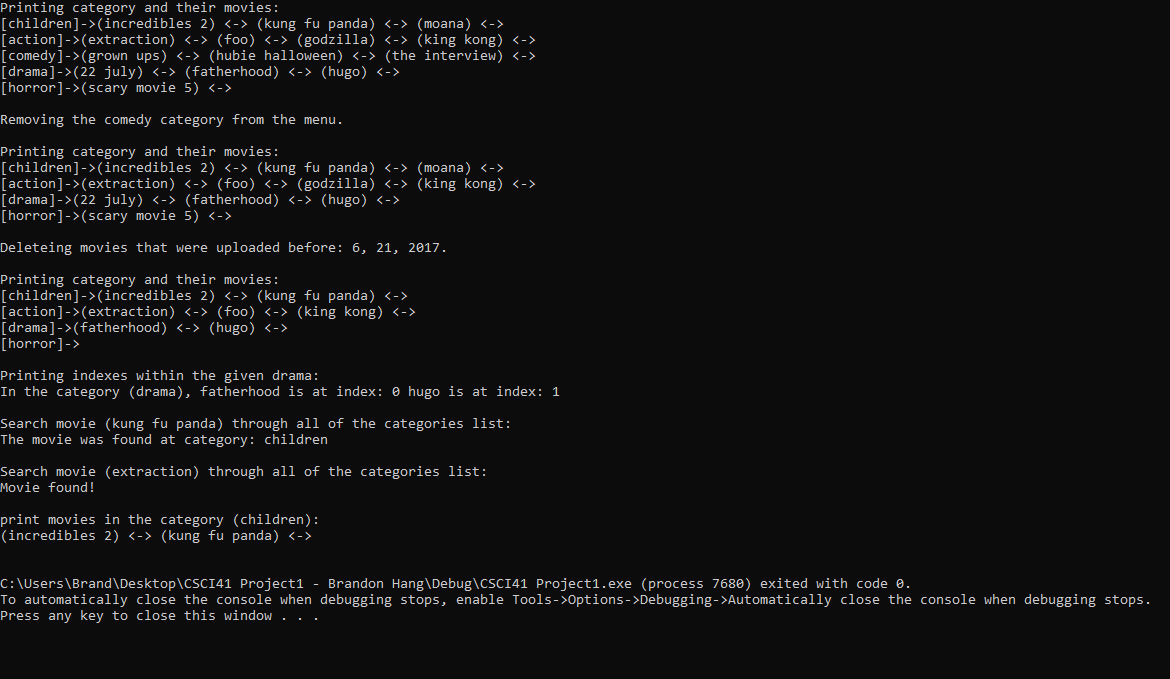 Printing category and their movies:
[children]->(incredibles 2) <-> (kung fu panda) <-> (moana) <->
[action]->(extraction) <-> (foo) <-> (godzilla) <-> (king kong) <->
[comedy]->(grown ups) <-> (hubie halloween) <-> (the interview) <->
[drama]->(22 july) <-> (fatherhood) <-> (hugo) <->
[horror]->(scary movie 5) <->

Removing the comedy category from the menu.

Printing category and their movies:
[children]->(incredibles 2) <-> (kung fu panda) <-> (moana) <->
[action]->(extraction) <-> (foo) <-> (godzilla) <-> (king kong) <->
[drama]->(22 july) <-> (fatherhood) <-> (hugo) <->
[horror]->(scary movie 5) <->

Deleteing movies that were uploaded before: 6, 21, 2017.

Printing category and their movies:
[children]->(incredibles 2) <-> (kung fu panda) <->
[action]->(extraction) <-> (foo) <-> (king kong) <->
[drama]->(fatherhood) <-> (hugo) <->
[horror]->

Printing indexes within the given drama:
In the category (drama), fatherhood is at index: 0 hugo is at index: 1

Search movie (kung fu panda) through all of the categories list:
The movie was found at category: children

Search movie (extraction) through all of the categories list:
Movie found!

print movies in the category (children):
(incredibles 2) <-> (kung fu panda) <->

C:\Users\Brand\Desktop\CSCI41 Project1 - Brandon Hang\Debug\CSCI41 Project1.exe (process 7680) exited with code 0.
To automatically close the console when debugging stops, enable Tools->Options->Debugging->Automatically close the console when debugging stops.
Press any key to close this window . . .